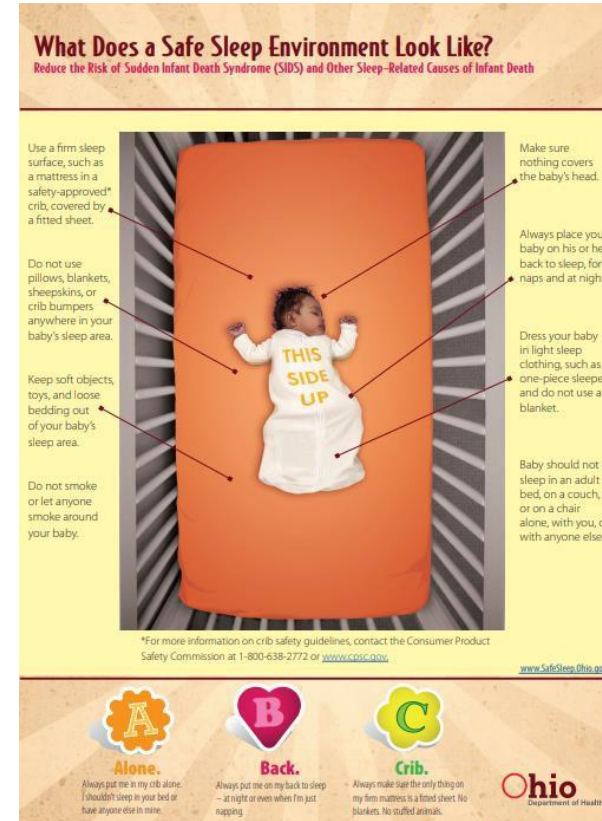 What Does a Safe Sleep Environment Look Like?
Reduce the Risk of Sudden Infant Death Syndrome (SIDS) and Other Sleep-Related Causes of Infant Death
Use a firm sleep
surface, such as
a mattress in a
safety-approved*
crib, covered by
a fitted sheet.
Do not use
pillows, blankets,
sheepskins, or
crib bumpers
anywhere in your
baby's sleep area.
Keep soft objects,
toys, and loose
bedding out
of your baby's
sleep area.
Do not smoke
or let anyone
smoke around
your baby.
THIS
SIDE
UP
Make sure
nothing covers
the baby's head.
Always place you
baby on his or he
back to sleep, for
naps and at nigh
Dress your baby
in light sleep
clothing, such as
one-piece sleepe
and do not use a
blanket.
Baby should not
sleep in an adult
bed, on a couch,
or on a chair
alone, with you, o
with anyone else
*For more information on crib safety guidelines, contact the Consumer Product
Safety Commission at 1-800-638-2772 or www.cpsc.gov.
www.SafeSleep.Ohio.go
A
Alone.
Always put me in my crib alone.
I shouldn't sleep in your bed or
have anyone else in mine.
B
Back.
Always put me on my back to sleep
– at night or even when I'm just
napping.
C
Crib.
Always make sure the only thing on
my firm mattress is a fitted sheet. No
blankets. No stuffed animals.
Ohio
Department of Health